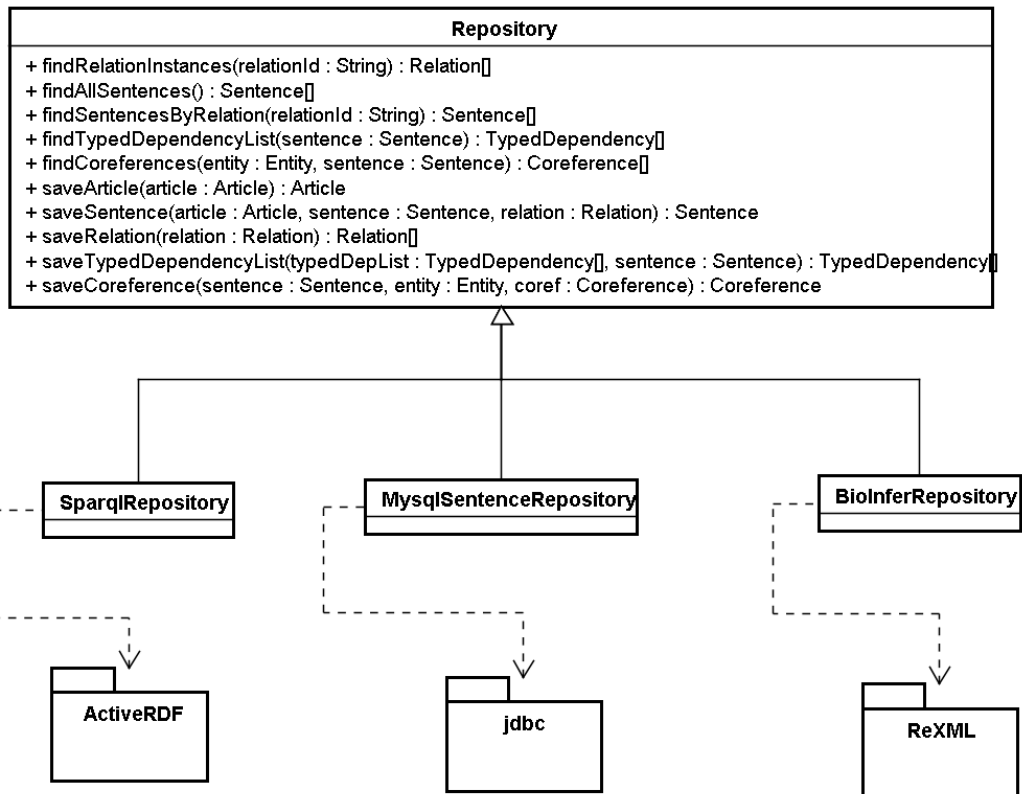 Repository
+ findRelationInstances(relationId : String) : Relation[]
+ findAllSentences() : Sentence[]
+ findSentencesByRelation(relationId : String) : Sentence[]
+ findTypedDependencyList(sentence : Sentence) : TypedDependency[]
+ findCoreferences(entity : Entity, sentence : Sentence) : Coreference[]
+ saveArticle(article : Article) : Article
+ saveSentence(article : Article, sentence : Sentence, relation : Relation) : Sentence
+ saveRelation(relation : Relation) : Relation[]
+ saveTypedDependencyList(typedDepList : TypedDependency[], sentence : Sentence) : TypedDependency[]
+ saveCoreference(sentence : Sentence, entity : Entity, coref : Coreference) : Coreference
SparqlRepository
MysqlSentenceRepository
BioInferRepository
ActiveRDF
jdbc
ReXML